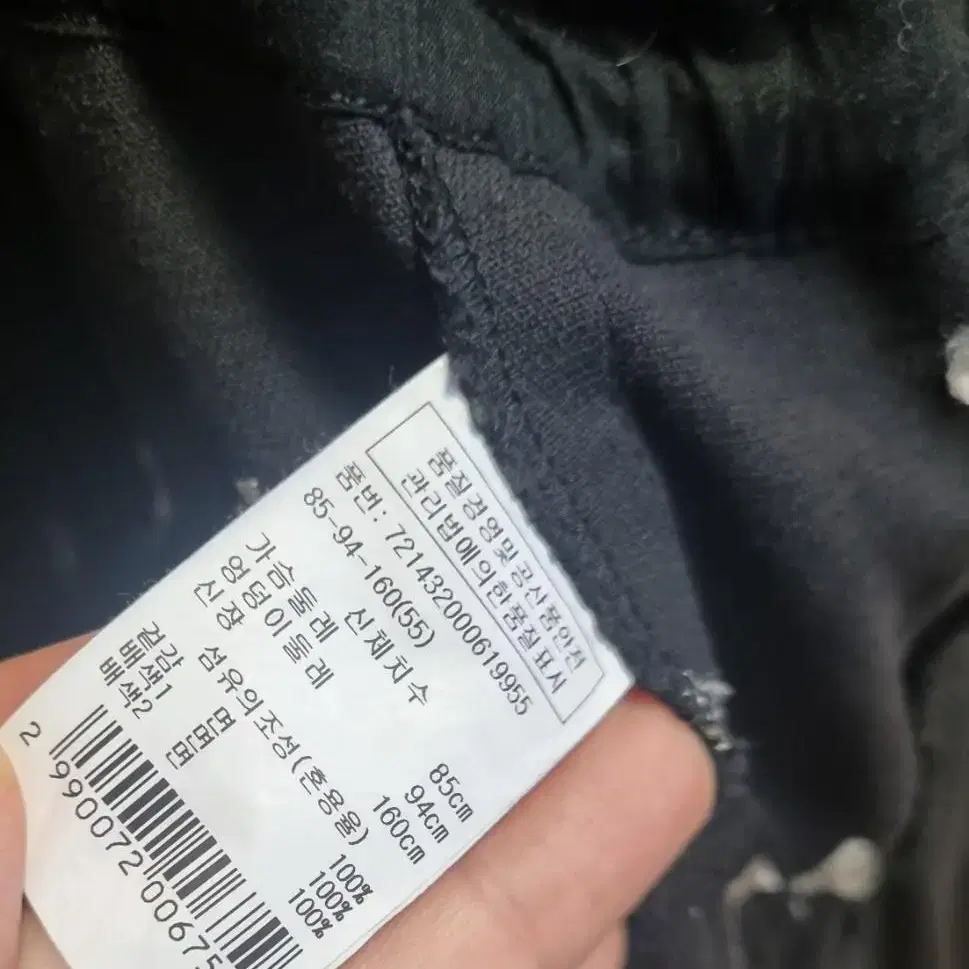 품질경영및공산품안전
관리법에의한품질표시
품번: 721432000619955
85-94-160(55)
신체치수
가슴둘레 85cm
엉덩이둘레 94cm
신장 160cm
섬유의조성(혼용율)
겉감 면 100%
배색1 면 100%
배색2 면 100%
2 990072 00675